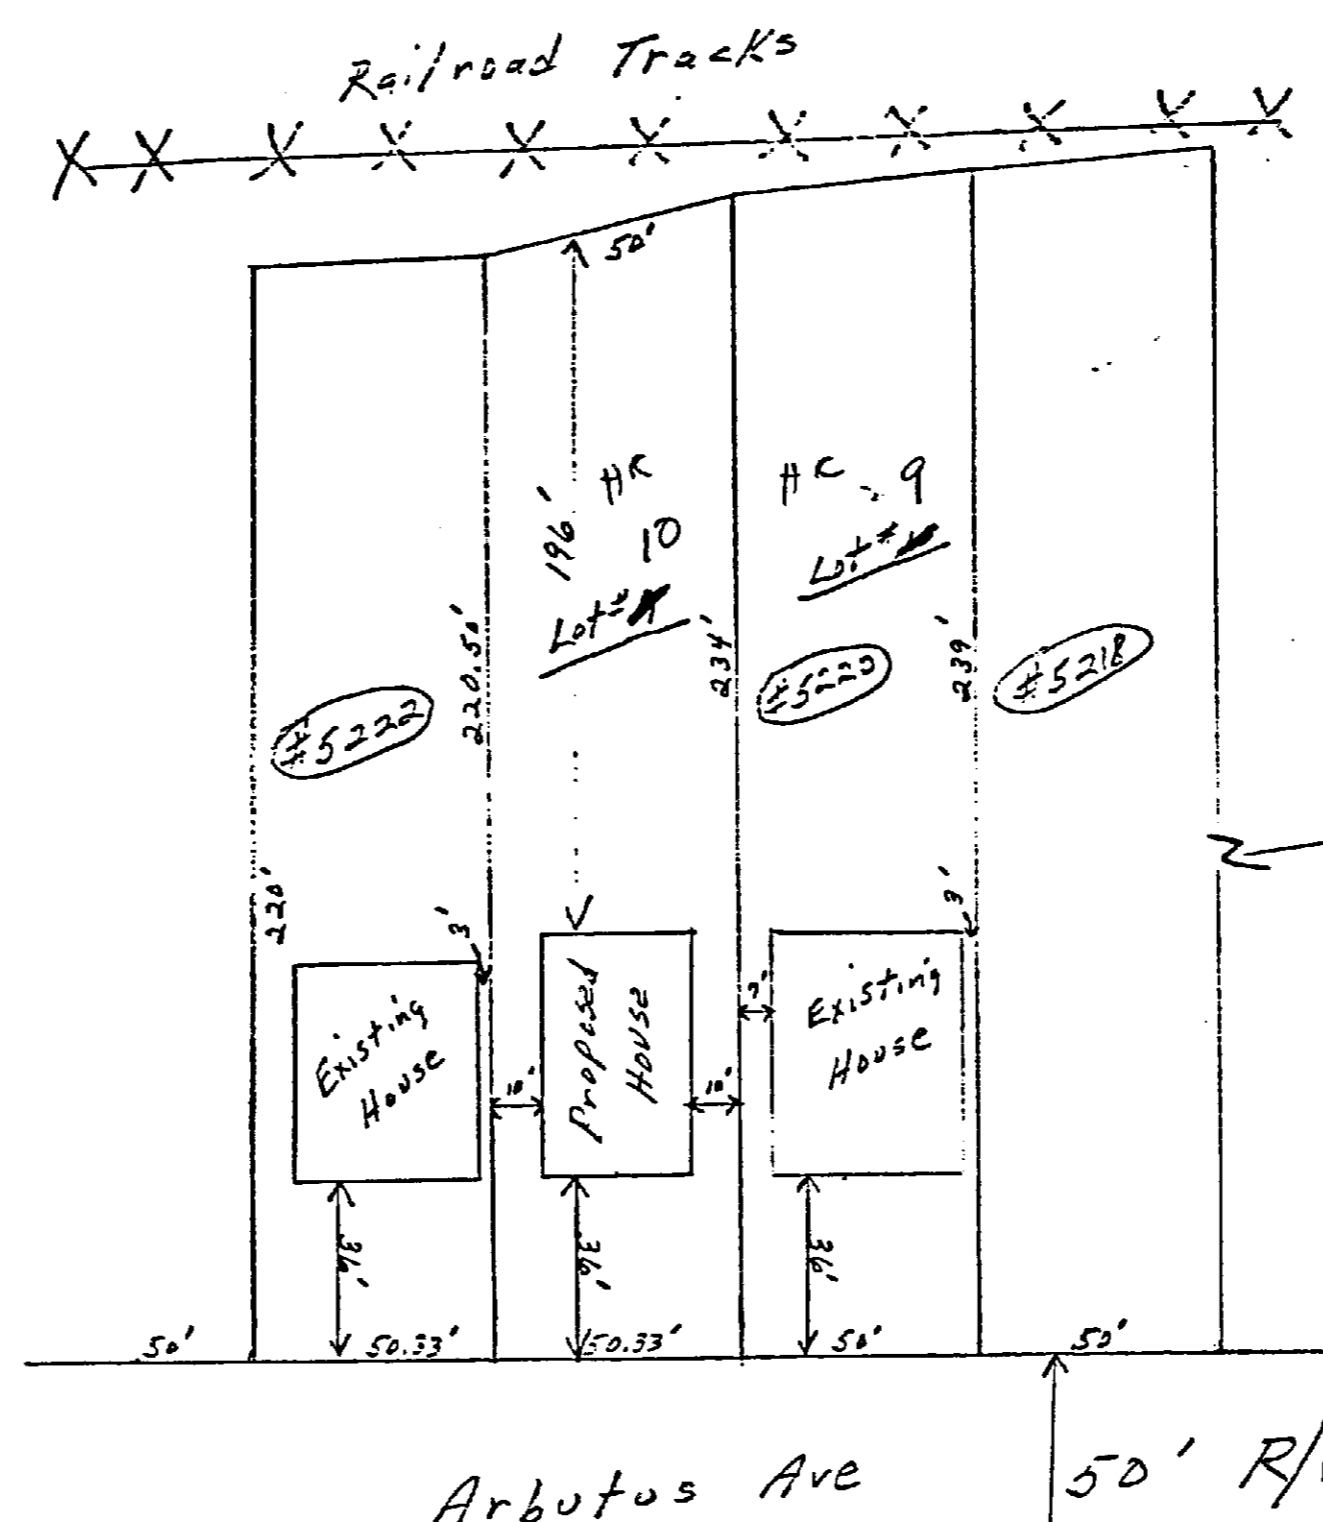 Railroad Tracks
50'
196'
HK
10
Lot #
HK 9
Lot #
220.50'
234'
239'
#5222
#5220
#5218
220'
3'
3'
Existing
House
10'
Proposed
House
10'
7'
Existing
House
36'
36'
36'
50'
50.33'
50.33'
50'
50'
Arbutus Ave
50' R/